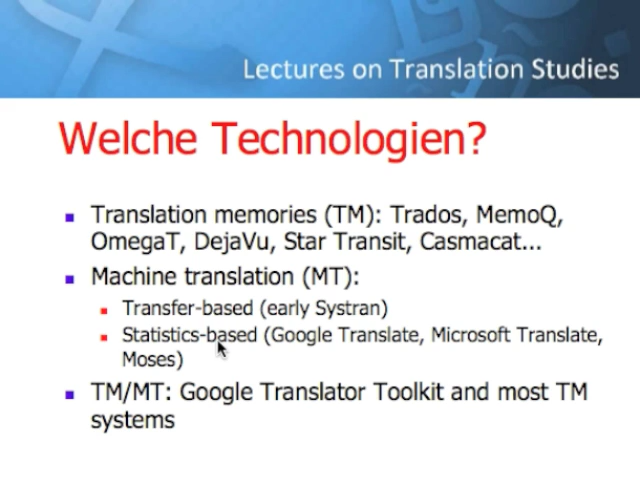 Lectures on Translation Studies
Welche Technologien?
Translation memories (TM): Trados, MemoQ,
OmegaT, DejaVu, Star Transit, Casmacat...
Machine translation (MT):
Transfer-based (early Systran)
Statistics-based (Google Translate, Microsoft Translate,
Moses)
TM/MT: Google Translator Toolkit and most TM
systems